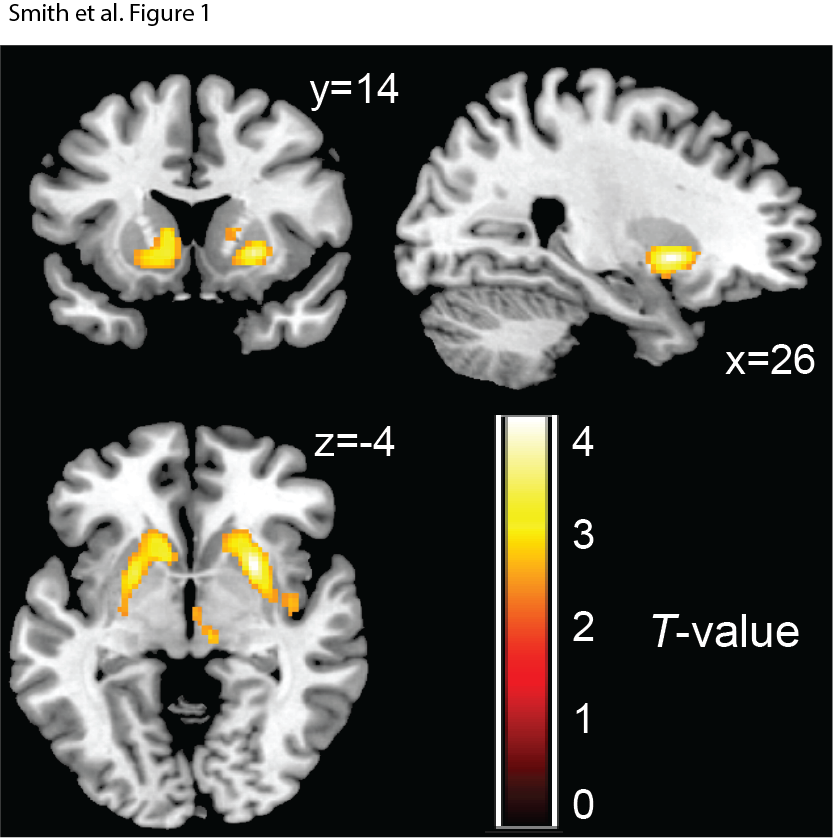 Smith et al. Figure 1
y=14
x=26
z=-4
4
3
2
T-value
1
0